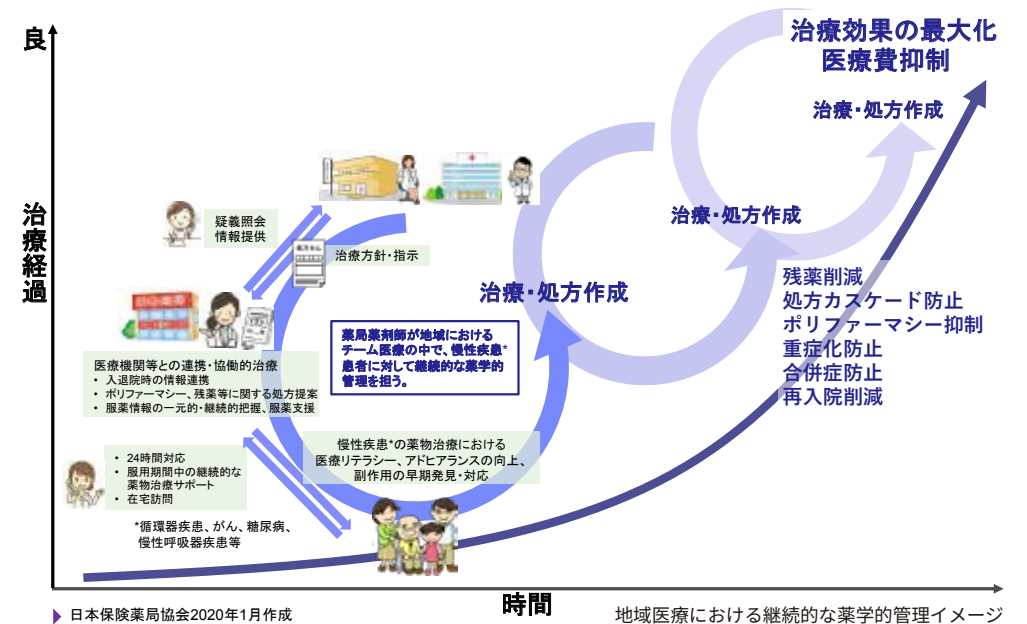 良
治療経過
治療効果の最大化
医療費抑制
治療・処方作成
治療・処方作成
治療・処方作成
疑義照会
情報提供
処方せん
治療方針・指示
薬局薬剤師が地域における
チーム医療の中で、慢性疾患*
患者に対して継続的な薬学的
管理を担う。
医療機関等との連携・協働的治療
・ 入退院時の情報連携
・ ポリファーマシー、残薬等に関する処方提案
・ 服薬情報の一元的・継続的把握、服薬支援
残薬削減
処方カスケード防止
ポリファーマシー抑制
重症化防止
合併症防止
再入院削減
慢性疾患*の薬物治療における
医療リテラシー、アドヒアランスの向上、
副作用の早期発見・対応
・ 24時間対応
・ 服用期間中の継続的な
薬物治療サポート
・ 在宅訪問
*循環器疾患、がん、糖尿病、
慢性呼吸器疾患等
時間
日本保険薬局協会2020年1月作成
地域医療における継続的な薬学的管理イメージ